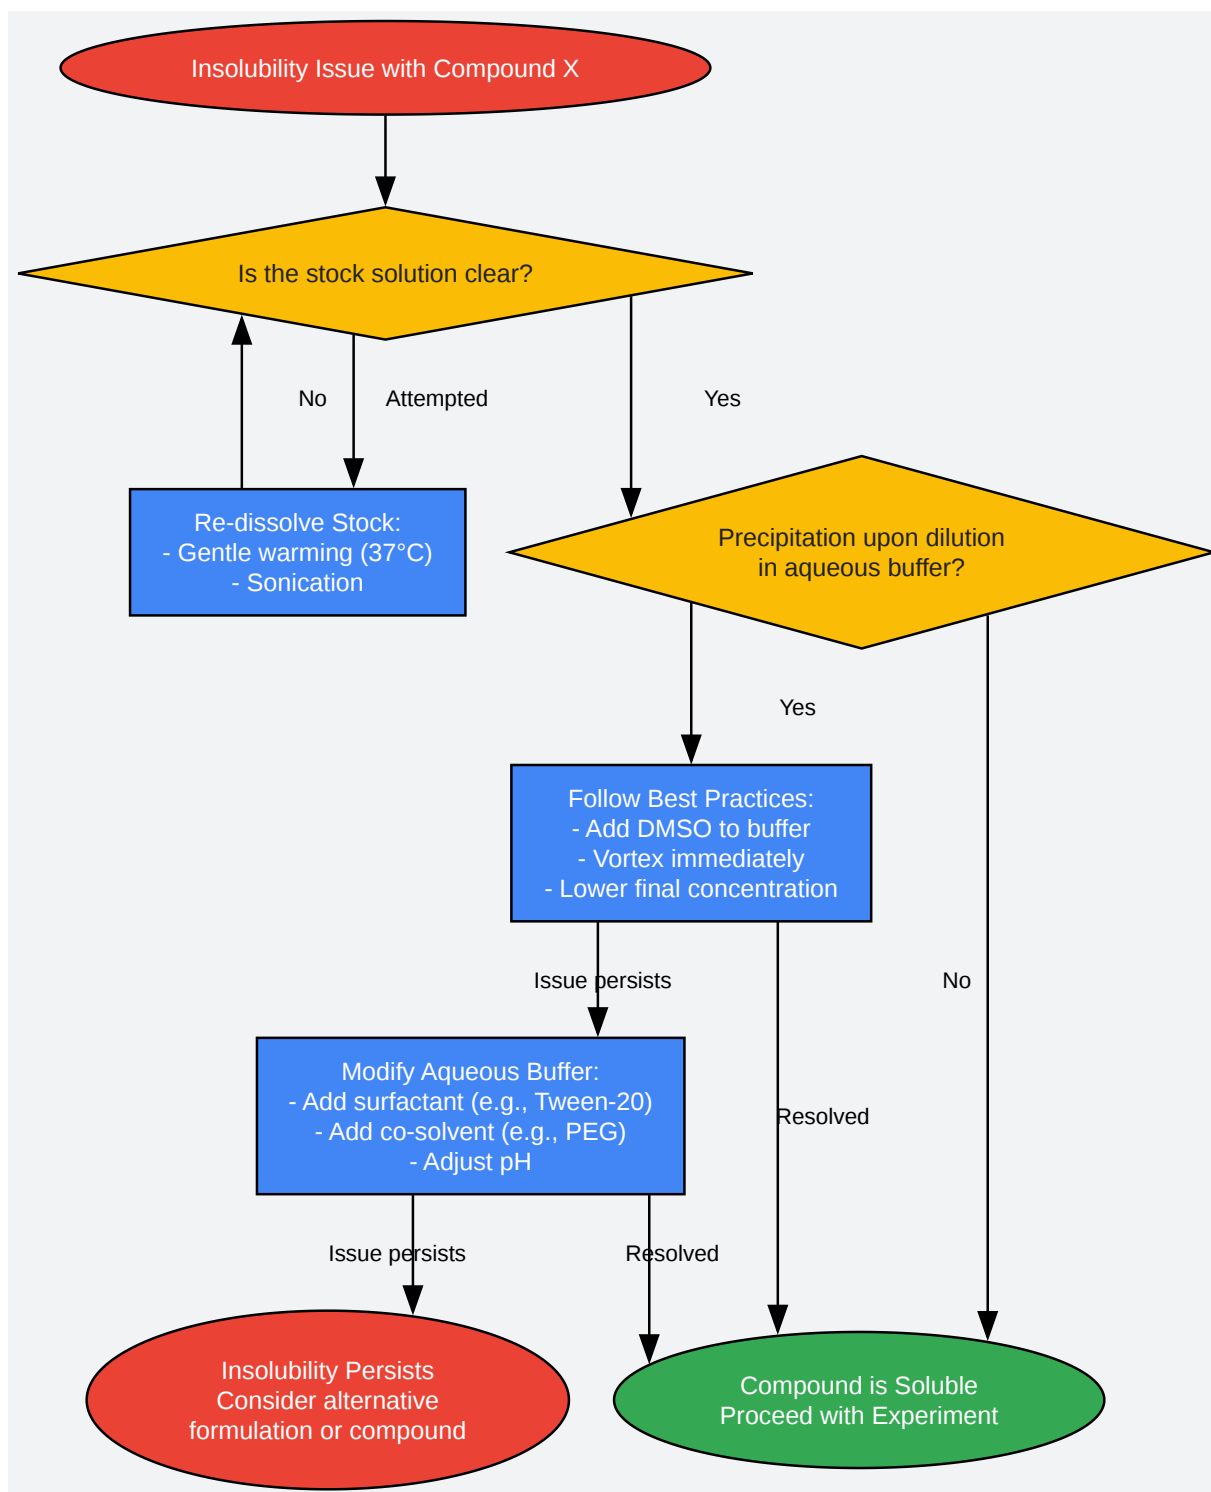 Insolubility Issue with Compound X
Is the stock solution clear?
No
Attempted
Yes
Re-dissolve Stock:
- Gentle warming (37°C)
- Sonication
Precipitation upon dilution
in aqueous buffer?
Yes
Follow Best Practices:
- Add DMSO to buffer
- Vortex immediately
- Lower final concentration
Issue persists
No
Modify Aqueous Buffer:
- Add surfactant (e.g., Tween-20)
- Add co-solvent (e.g., PEG)
- Adjust pH
Resolved
Issue persists
Resolved
Insolubility Persists
Consider alternative
formulation or compound
Compound is Soluble
Proceed with Experiment